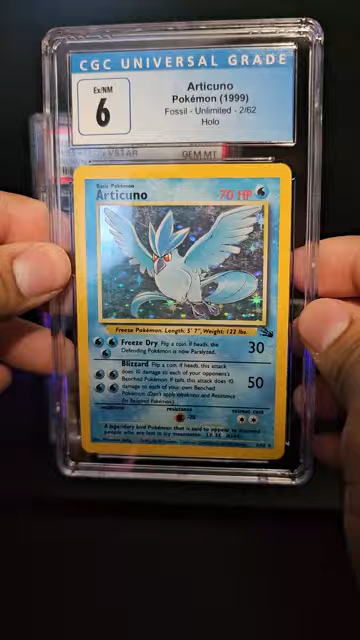 CGC UNIVERSAL GRADE
Ex/NM
6
Articuno
Pokémon (1999)
Fossil - Unlimited - 2/62
Holo
VSTAR
GEM MT
Basic Pokémon
Articuno
70 HP
Freeze Pokémon. Length: 5' 7", Weight: 122 lbs.
Freeze Dry Flip a coin. If heads, the
Defending Pokémon is now Paralyzed.
30
Blizzard Flip a coin. If heads, this attack
does 10 damage to each of your opponent's
Benched Pokémon. If tails, this attack does 10
damage to each of your own Benched
Pokémon. (Don't apply Weakness and Resistance
for Benched Pokémon.)
50
weakness
resistance
retreat cost
-30
A legendary bird Pokémon that is said to appear to doomed
people who are lost in icy mountains. LV. 35